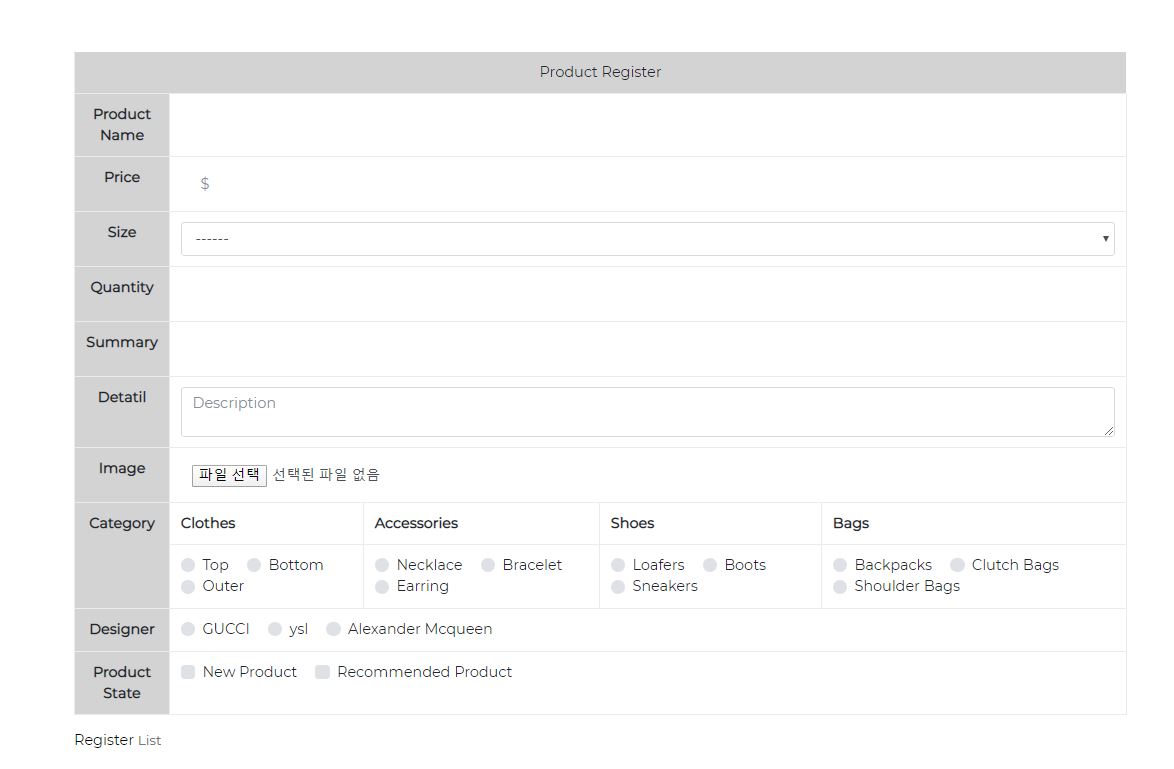 Product Register
Product
Name
Price
$
Size
------
Quantity
Summary
Detatil
Description
Image
파일 선택 선택된 파일 없음
Category
Clothes Accessories Shoes Bags
Top Bottom Necklace Bracelet Loafers Boots Backpacks Clutch Bags
Outer Earring Sneakers Shoulder Bags
Designer GUCCI ysl Alexander Mcqueen
Product
State
New Product Recommended Product
Register List